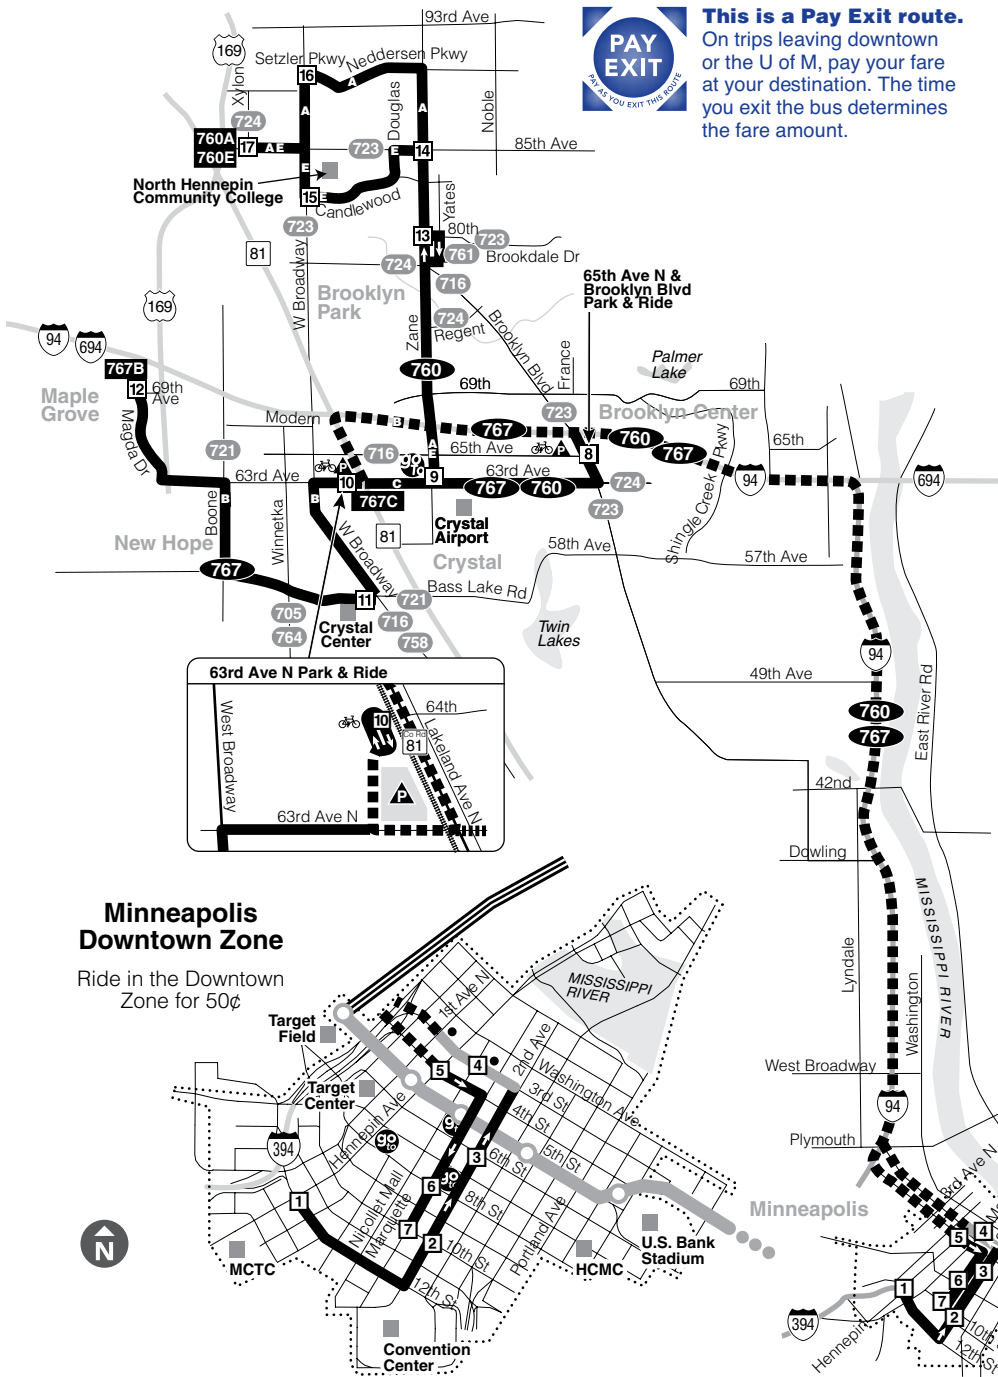 This is a Pay Exit route.
On trips leaving downtown
or the U of M, pay your fare
at your destination. The time
you exit the bus determines
the fare amount.
PAY
EXIT
PAY AS YOU EXIT THIS ROUTE
93rd Ave
169
Setzler Pkwy
Neddersen Pkwy
16
A
Xylon
A
Douglas
A
Noble
724
760A
760E
17
A E
723
E
14
85th Ave
E
North Hennepin
Community College
15
E
Candlewood
Yates
723
13
80th
723
761
Brookdale Dr
81
W Broadway
724
716
65th Ave N &
Brooklyn Blvd
Park & Ride
Brooklyn
Park
169
724
Regent
Zane
Brooklyn Blvd
France
94
694
760
Palmer
Lake
767B
12
69th
Ave
69th
69th
Maple
Grove
Magda Dr
Modern
B
767
723
Brooklyn Center
760
767
65th
721
716
65th Ave
A
E
P
8
Pkwy
go
to
P
63rd Ave
10
C
9
63rd Ave
767
760
724
94
694
B
Boone
Winnetka
B
767C
723
Shingle Creek
New Hope
81
Crystal
Airport
W Broadway
58th Ave
57th Ave
Crystal
767
Bass Lake Rd
11
721
705
764
Crystal
Center
716
758
Twin
Lakes
94
49th Ave
East River Rd
63rd Ave N Park & Ride
West Broadway
10
64th
Co Rd
81
Lakeland Ave N
P
63rd Ave N
760
767
42nd
Dowling
MISSISSIPPI RIVER
Lyndale
Washington
West Broadway
94
Plymouth
Minneapolis
Downtown Zone
Ride in the Downtown
Zone for 50¢
MISSISSIPPI
RIVER
1st Ave N
Target
Field
2nd Ave
Washington Ave
5
4
3rd St
4th St
5th St
6th St
Target
Center
Hennepin Ave
go
to
394
3
go
to
6
8th St
1
Nicollet Mall
Marquette
7
2
10th St
Portland Ave
12th St
MCTC
HCMC
U.S. Bank
Stadium
Convention
Center
N
Minneapolis
3rd Ave N
4
5
3
6
1
7
2
10th
12th St
394
Hennepin